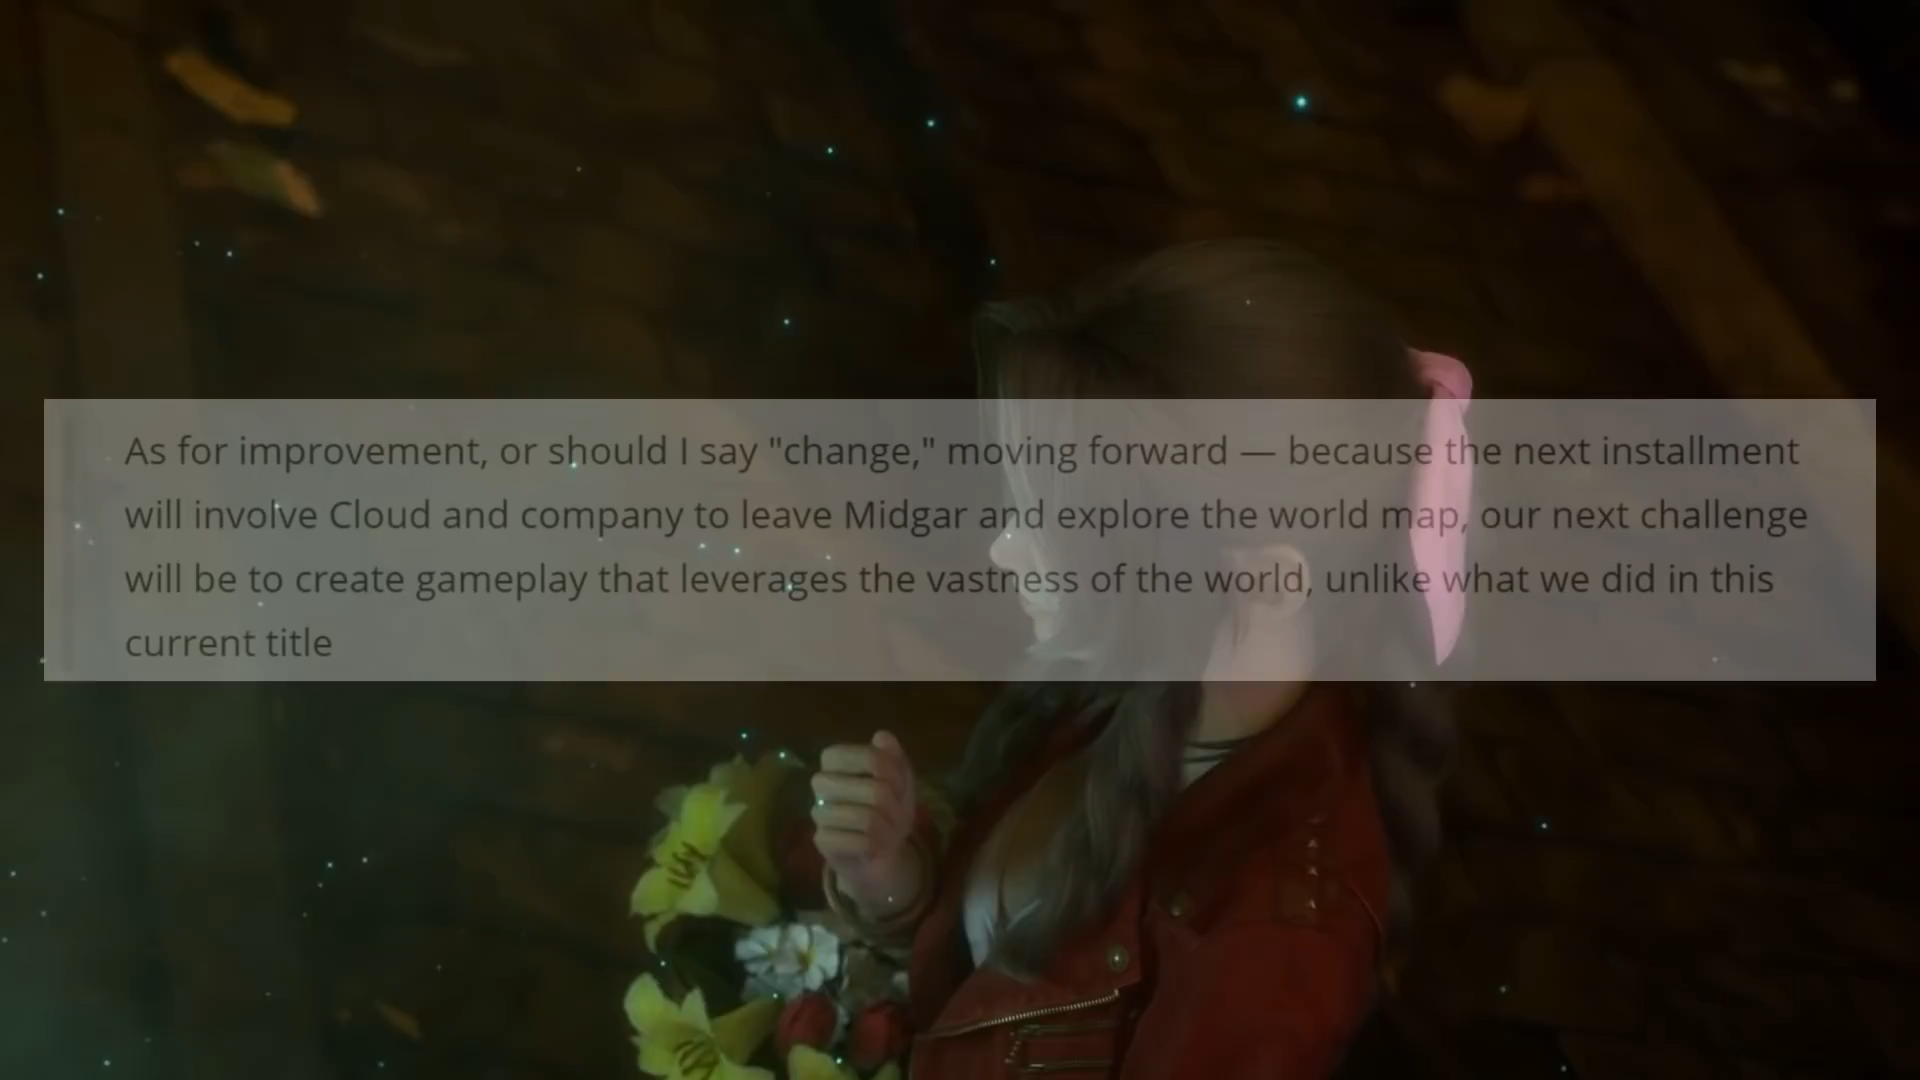 As for improvement, or should I say "change," moving forward — because the next installment
will involve Cloud and company to leave Midgar and explore the world map, our next challenge
will be to create gameplay that leverages the vastness of the world, unlike what we did in this
current title